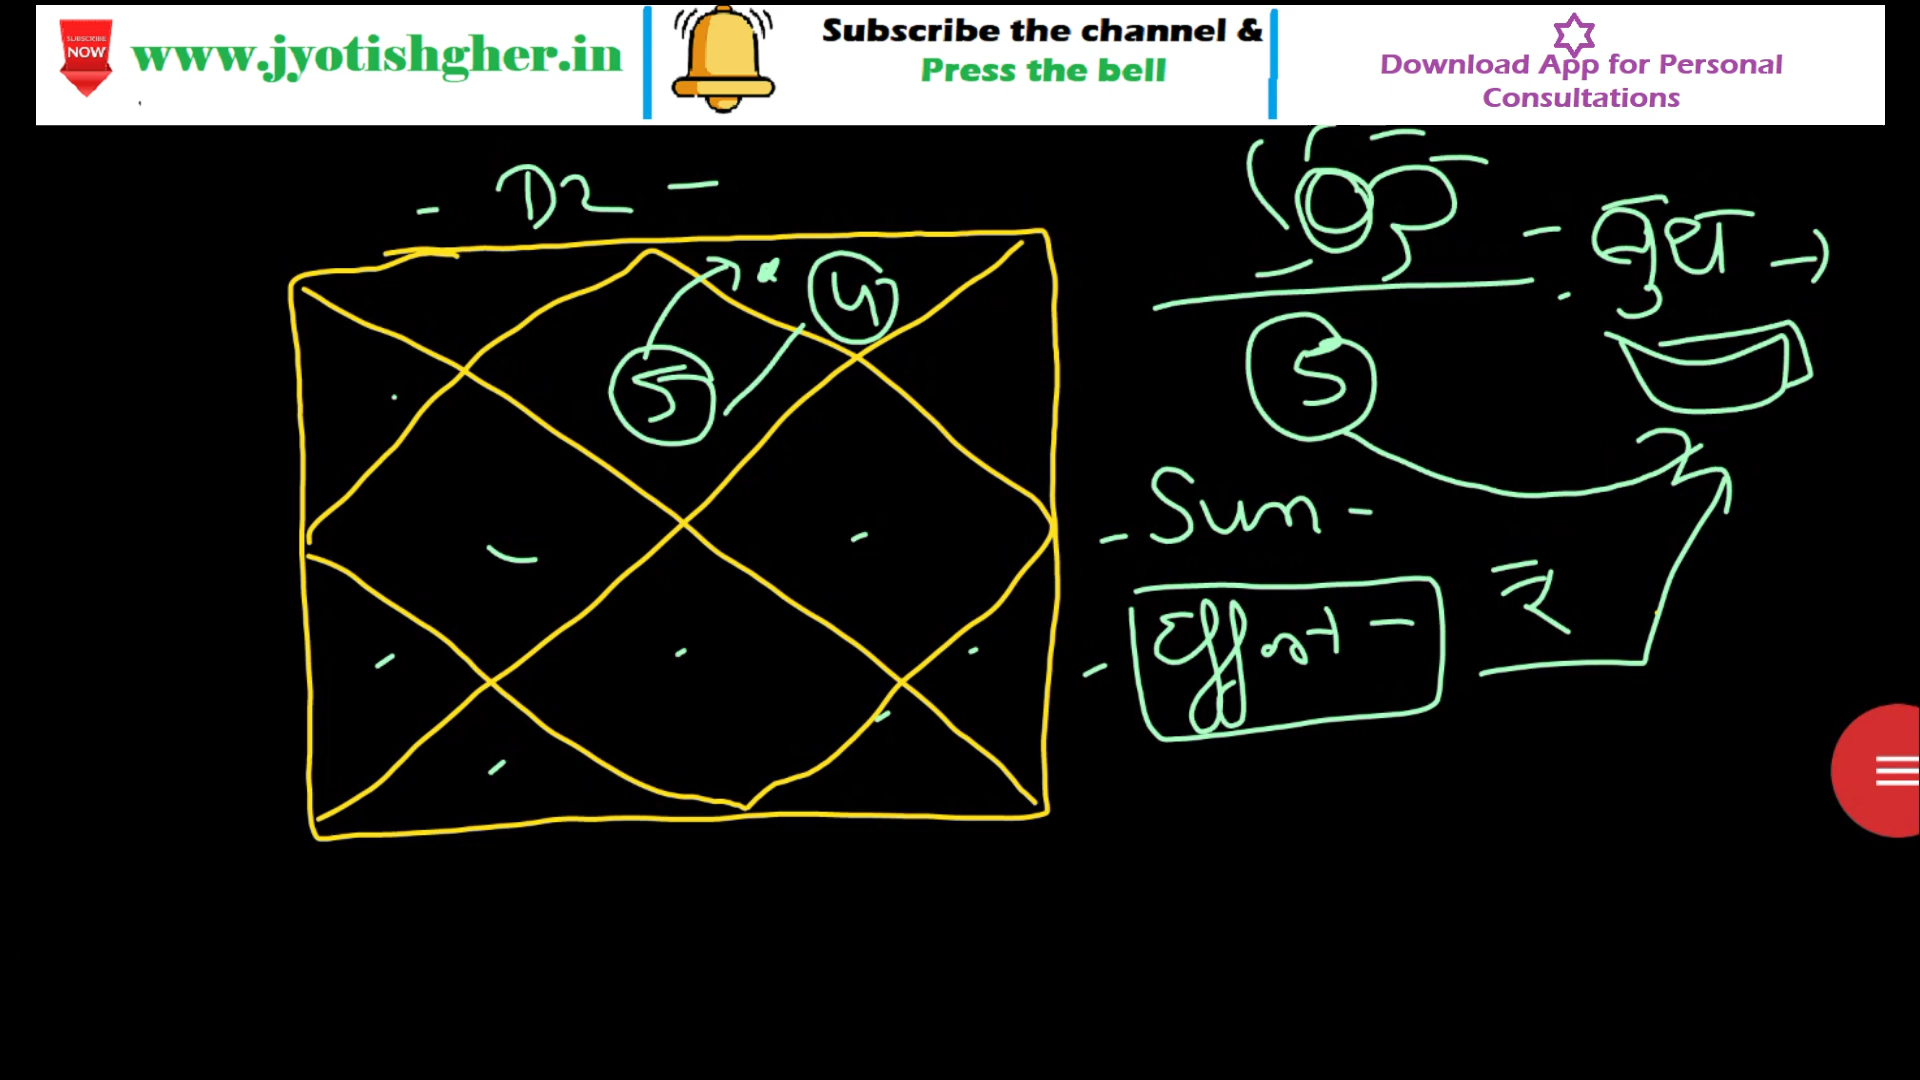 SUBSCRIBE
NOW
www.jyotishgher.in
Subscribe the channel &
Press the bell
Download App for Personal
Consultations
- D2 -
4
5
5
- Sun -
- Effort -
₹